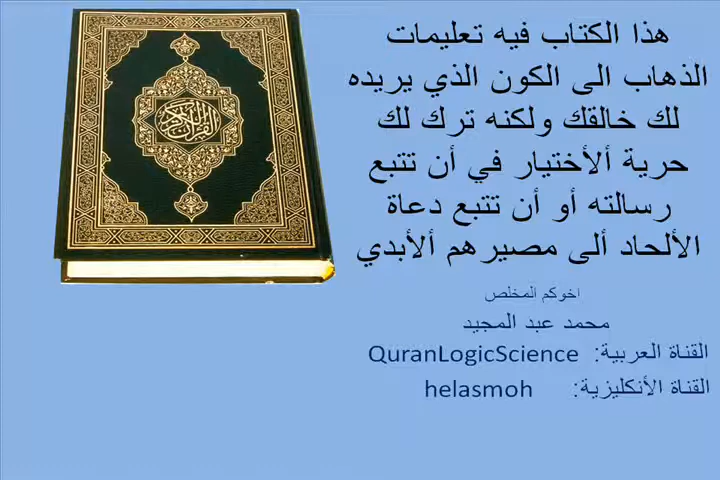 هذا الكتاب فيه تعليمات
الذهاب الى الكون الذي يريده
لك خالقك ولكنه ترك لك
حرية ألأختيار في أن تتبع
رسالته أو أن تتبع دعاة
الألحاد ألى مصيرهم ألأبدي
اخوكم المخلص
محمد عبد المجيد
القناة العربية: QuranLogicScience
القناة الأنكليزية: helasmoh
القرآن الكريم